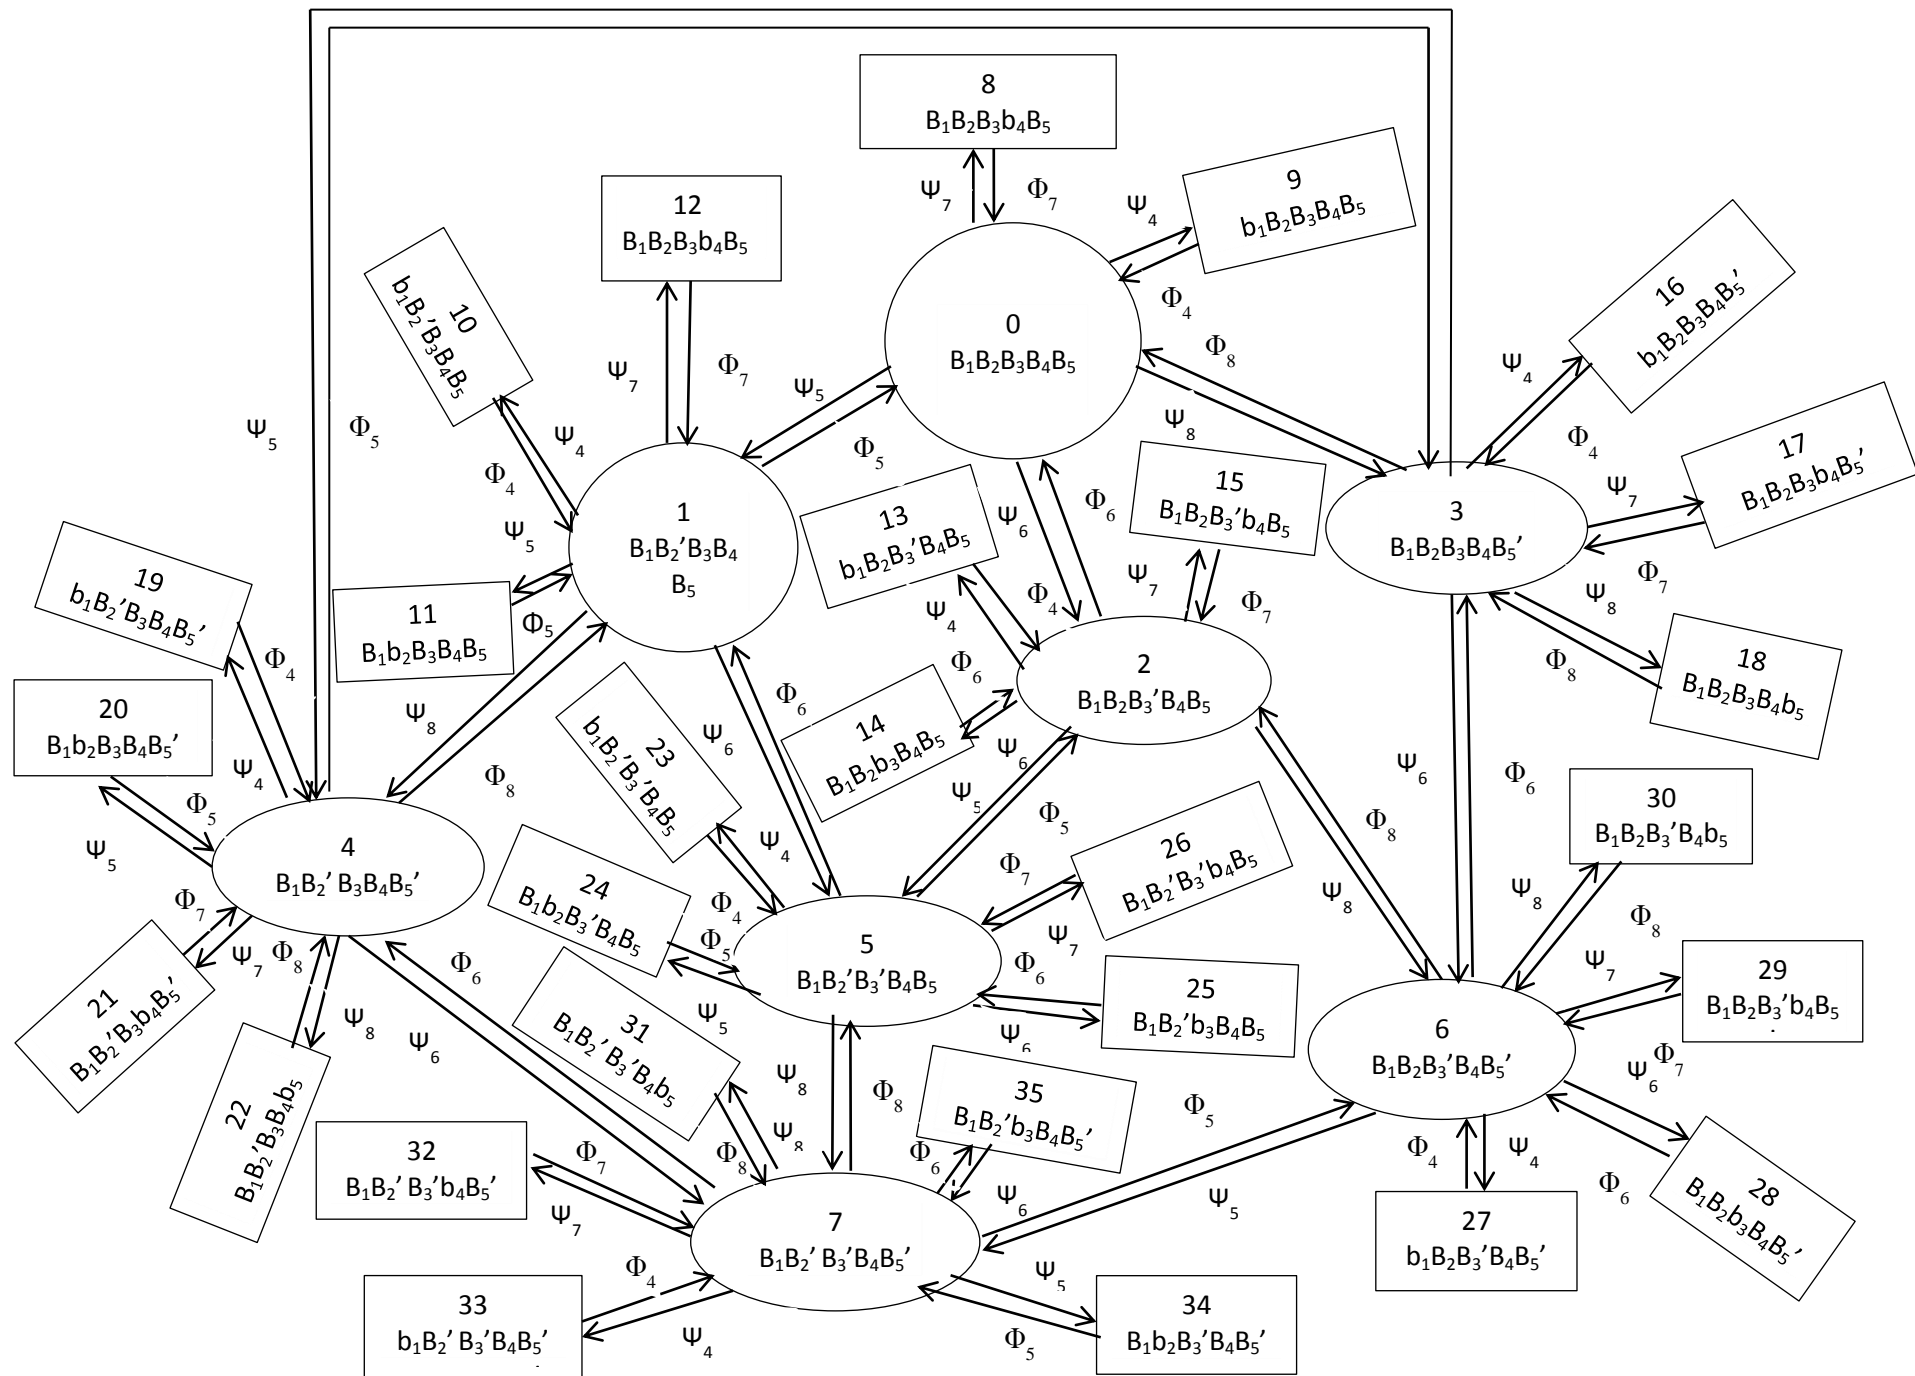 8
B₁B₂B₃b₄B₅
9
b₁B₂B₃B₄B₅
Ψ₇
Φ₇
Ψ₄
Φ₄
12
B₁B₂B₃b₄B₅
10
b₁B₂'B₃B₄B₅
16
b₁B₂B₃B₄B₅'
0
B₁B₂B₃B₄B₅
Φ₈
Ψ₈
Ψ₄
Φ₄
Ψ₇
Φ₇
Ψ₅
Φ₅
Ψ₅
Φ₅
Ψ₄
Φ₄
17
B₁B₂B₃b₄B₅'
Ψ₇
Φ₇
15
B₁B₂B₃'b₄B₅
13
b₁B₂B₃'B₄B₅
Ψ₆
Φ₆
1
B₁B₂'B₃B₄
B₅
3
B₁B₂B₃B₄B₅'
Ψ₅
Φ₅
11
B₁b₂B₃B₄B₅
19
b₁B₂'B₃B₄B₅'
Φ₄
Ψ₄
Φ₄
Ψ₄
Ψ₇
Φ₇
Ψ₈
Φ₈
18
B₁B₂B₃B₄b₅
2
B₁B₂B₃'B₄B₅
20
B₁b₂B₃B₄B₅'
Φ₅
Ψ₅
Ψ₈
Φ₈
Ψ₆
Φ₆
14
B₁B₂b₃B₄B₅
Φ₆
Ψ₆
23
b₁B₂'B₃'B₄B₅
Ψ₄
Φ₄
Ψ₅
Φ₅
Ψ₆
Φ₆
Φ₈
Ψ₈
30
B₁B₂B₃'B₄b₅
4
B₁B₂' B₃B₄B₅'
24
B₁b₂B₃'B₄B₅
26
B₁B₂'B₃'b₄B₅
Φ₇
Ψ₇
Φ₅
Ψ₅
5
B₁B₂'B₃'B₄B₅
Ψ₈
Φ₈
Φ₇
Ψ₇
Φ₈
Ψ₈
Φ₆
Ψ₆
25
B₁B₂'b₃B₄B₅
Φ₆
Ψ₆
Ψ₇
Φ₇
29
B₁B₂B₃'b₄B₅
21
B₁B₂'B₃b₄B₅'
31
B₁B₂'B₃'B₄b₅
6
B₁B₂B₃'B₄B₅'
22
B₁B₂'B₃B₄b₅
Ψ₈
Φ₈
35
B₁B₂'b₃B₄B₅'
Ψ₆
Φ₆
Φ₅
Ψ₅
32
B₁B₂' B₃'b₄B₅'
Φ₇
Ψ₇
Ψ₈
Φ₈
Φ₆
Ψ₆
Φ₄
Ψ₄
28
B₁B₂b₃B₄B₅'
7
B₁B₂' B₃'B₄B₅'
27
b₁B₂B₃'B₄B₅'
Φ₄
Ψ₄
Ψ₅
Φ₅
33
b₁B₂' B₃'B₄B₅'
34
B₁b₂B₃'B₄B₅'